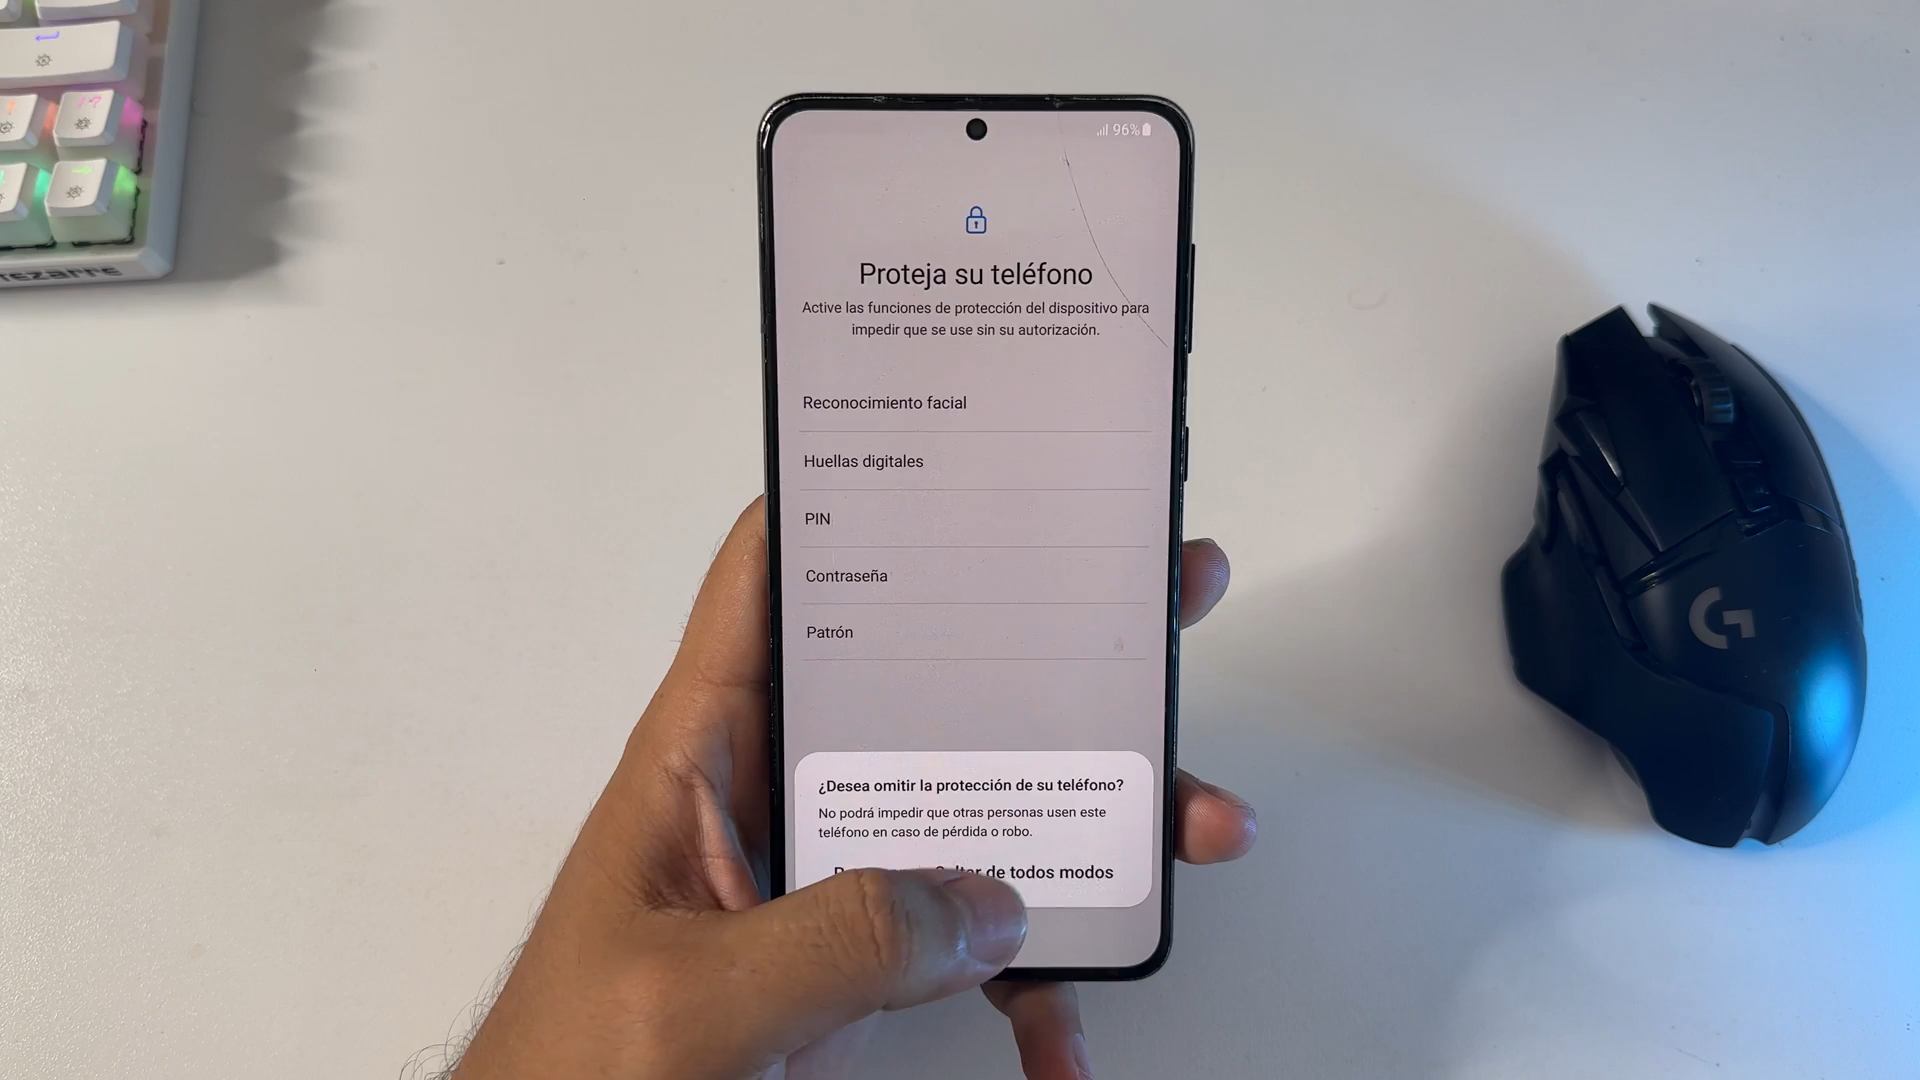 96%
Proteja su teléfono
Active las funciones de protección del dispositivo para
impedir que se use sin su autorización.
Reconocimiento facial
Huellas digitales
PIN
Contraseña
Patrón
¿Desea omitir la protección de su teléfono?
No podrá impedir que otras personas usen este
teléfono en caso de pérdida o robo.
de todos modos
G